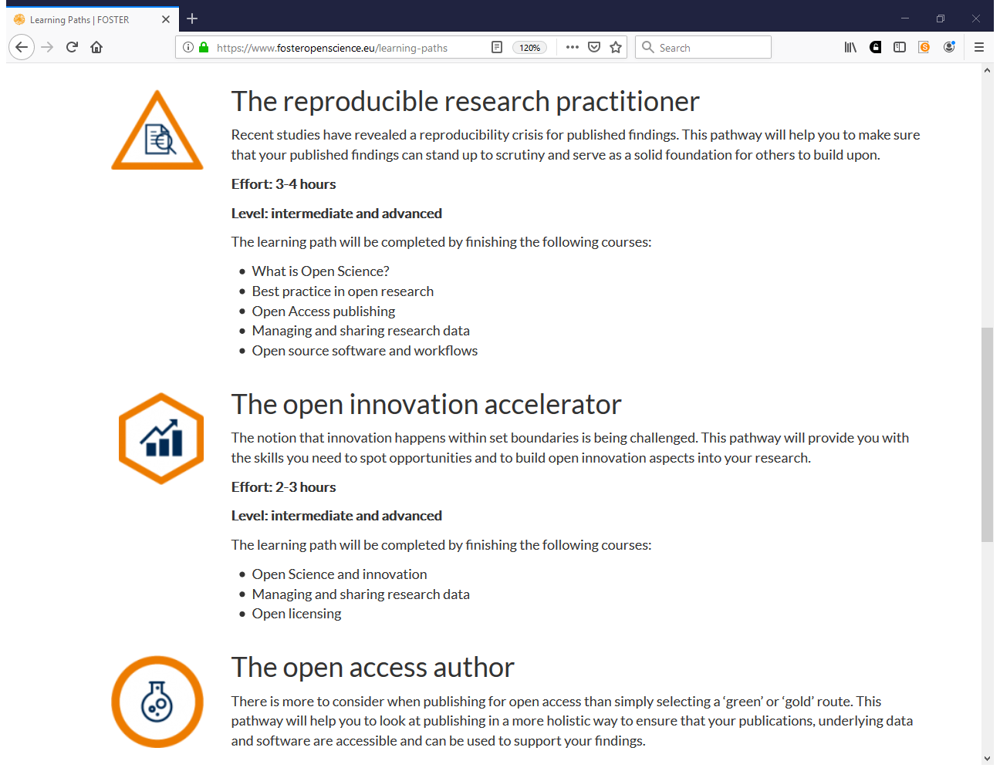 Learning Paths | FOSTER
https://www.fosteropenscience.eu/learning-paths
120%
Search
The reproducible research practitioner
Recent studies have revealed a reproducibility crisis for published findings. This pathway will help you to make sure
that your published findings can stand up to scrutiny and serve as a solid foundation for others to build upon.
Effort: 3-4 hours
Level: intermediate and advanced
The learning path will be completed by finishing the following courses:
• What is Open Science?
• Best practice in open research
• Open Access publishing
• Managing and sharing research data
• Open source software and workflows
The open innovation accelerator
The notion that innovation happens within set boundaries is being challenged. This pathway will provide you with
the skills you need to spot opportunities and to build open innovation aspects into your research.
Effort: 2-3 hours
Level: intermediate and advanced
The learning path will be completed by finishing the following courses:
• Open Science and innovation
• Managing and sharing research data
• Open licensing
The open access author
There is more to consider when publishing for open access than simply selecting a ‘green’ or ‘gold’ route. This
pathway will help you to look at publishing in a more holistic way to ensure that your publications, underlying data
and software are accessible and can be used to support your findings.